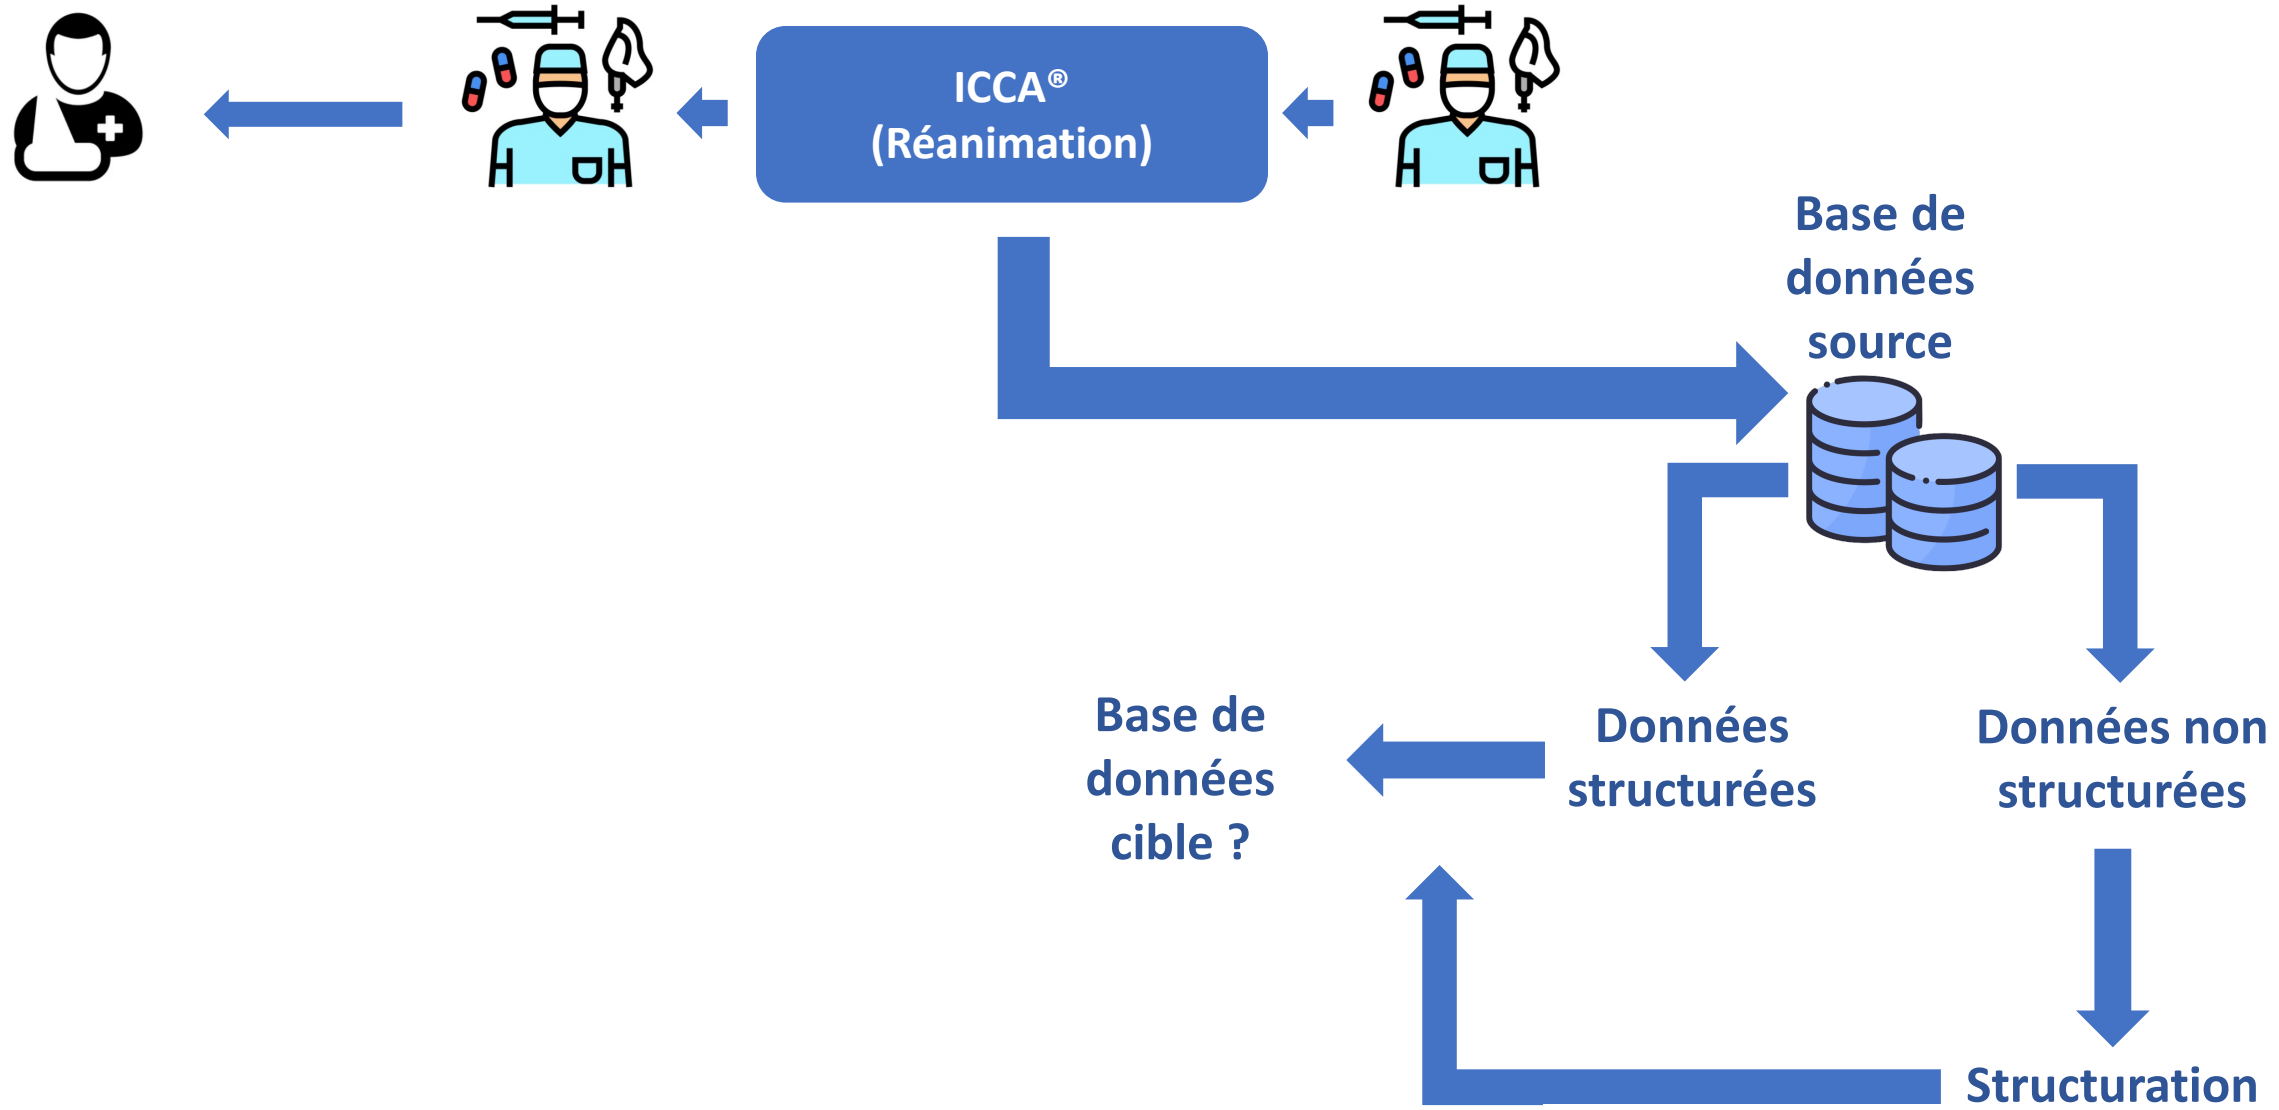 ICCA®
(Réanimation)
Base de
données
source
Base de
données
cible ?
Données
structurées
Données non
structurées
Structuration